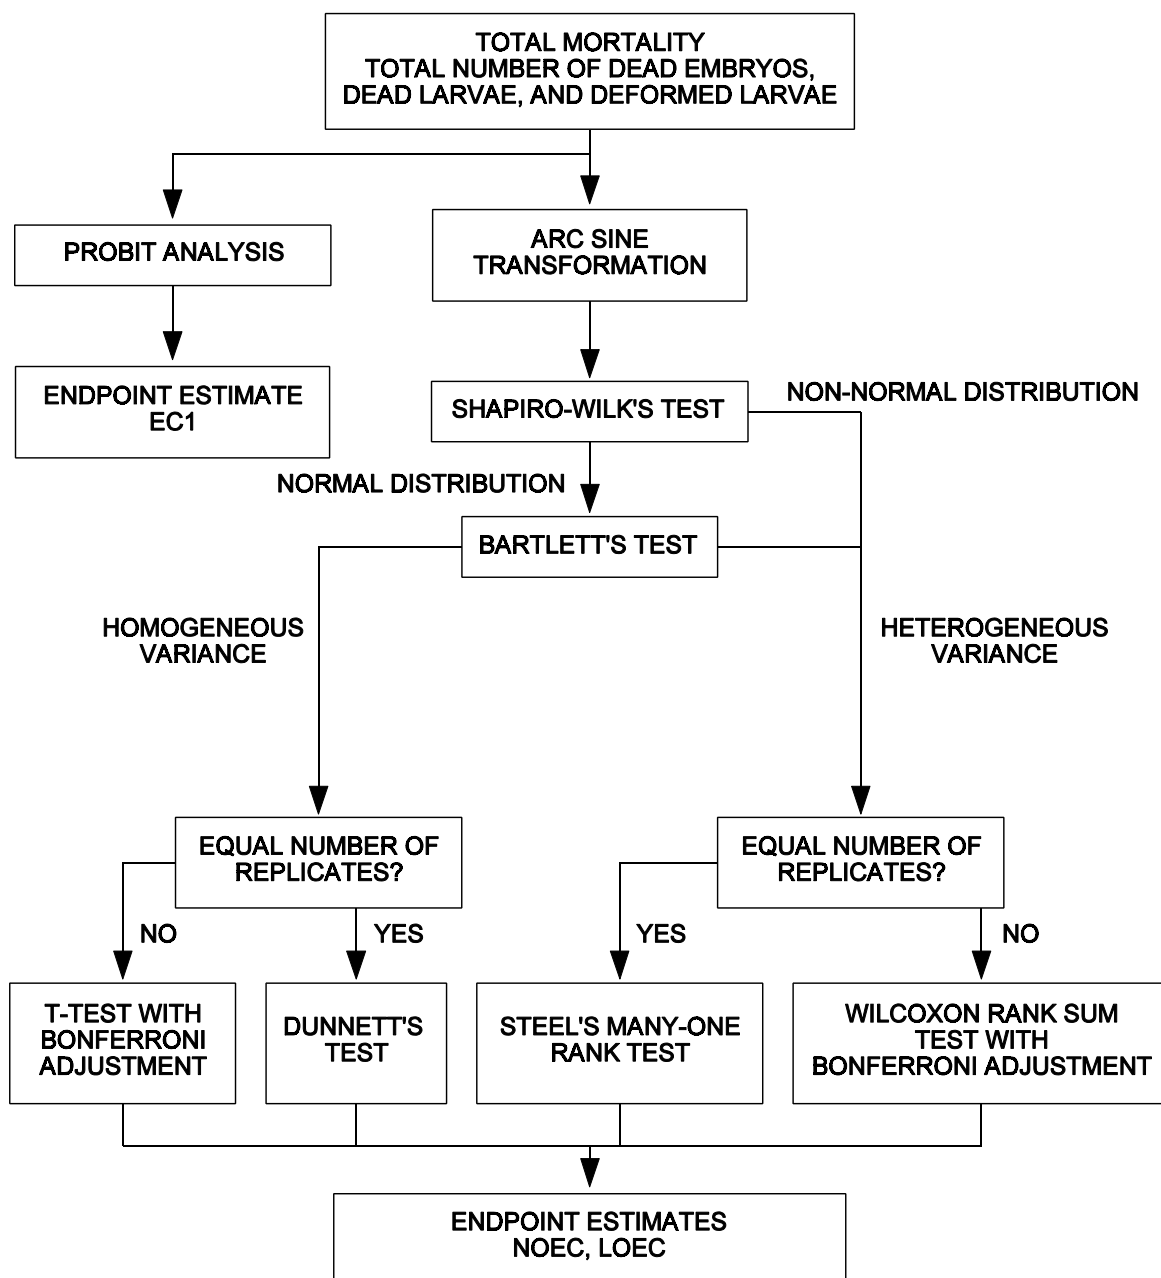 TOTAL MORTALITY
TOTAL NUMBER OF DEAD EMBRYOS,
DEAD LARVAE, AND DEFORMED LARVAE
PROBIT ANALYSIS
ARC SINE
TRANSFORMATION
ENDPOINT ESTIMATE
EC1
SHAPIRO-WILK'S TEST
NON-NORMAL DISTRIBUTION
NORMAL DISTRIBUTION
BARTLETT'S TEST
HOMOGENEOUS
VARIANCE
HETEROGENEOUS
VARIANCE
EQUAL NUMBER OF
REPLICATES?
EQUAL NUMBER OF
REPLICATES?
NO
YES
YES
NO
T-TEST WITH
BONFERRONI
ADJUSTMENT
DUNNETT'S
TEST
STEEL'S MANY-ONE
RANK TEST
WILCOXON RANK SUM
TEST WITH
BONFERRONI ADJUSTMENT
ENDPOINT ESTIMATES
NOEC, LOEC